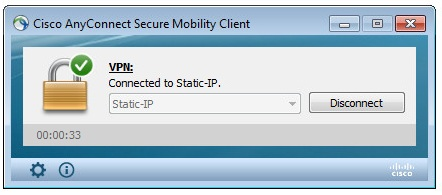 Cisco AnyConnect Secure Mobility Client
VPN:
Connected to Static-IP.
Static-IP
Disconnect
00:00:33
CISCO